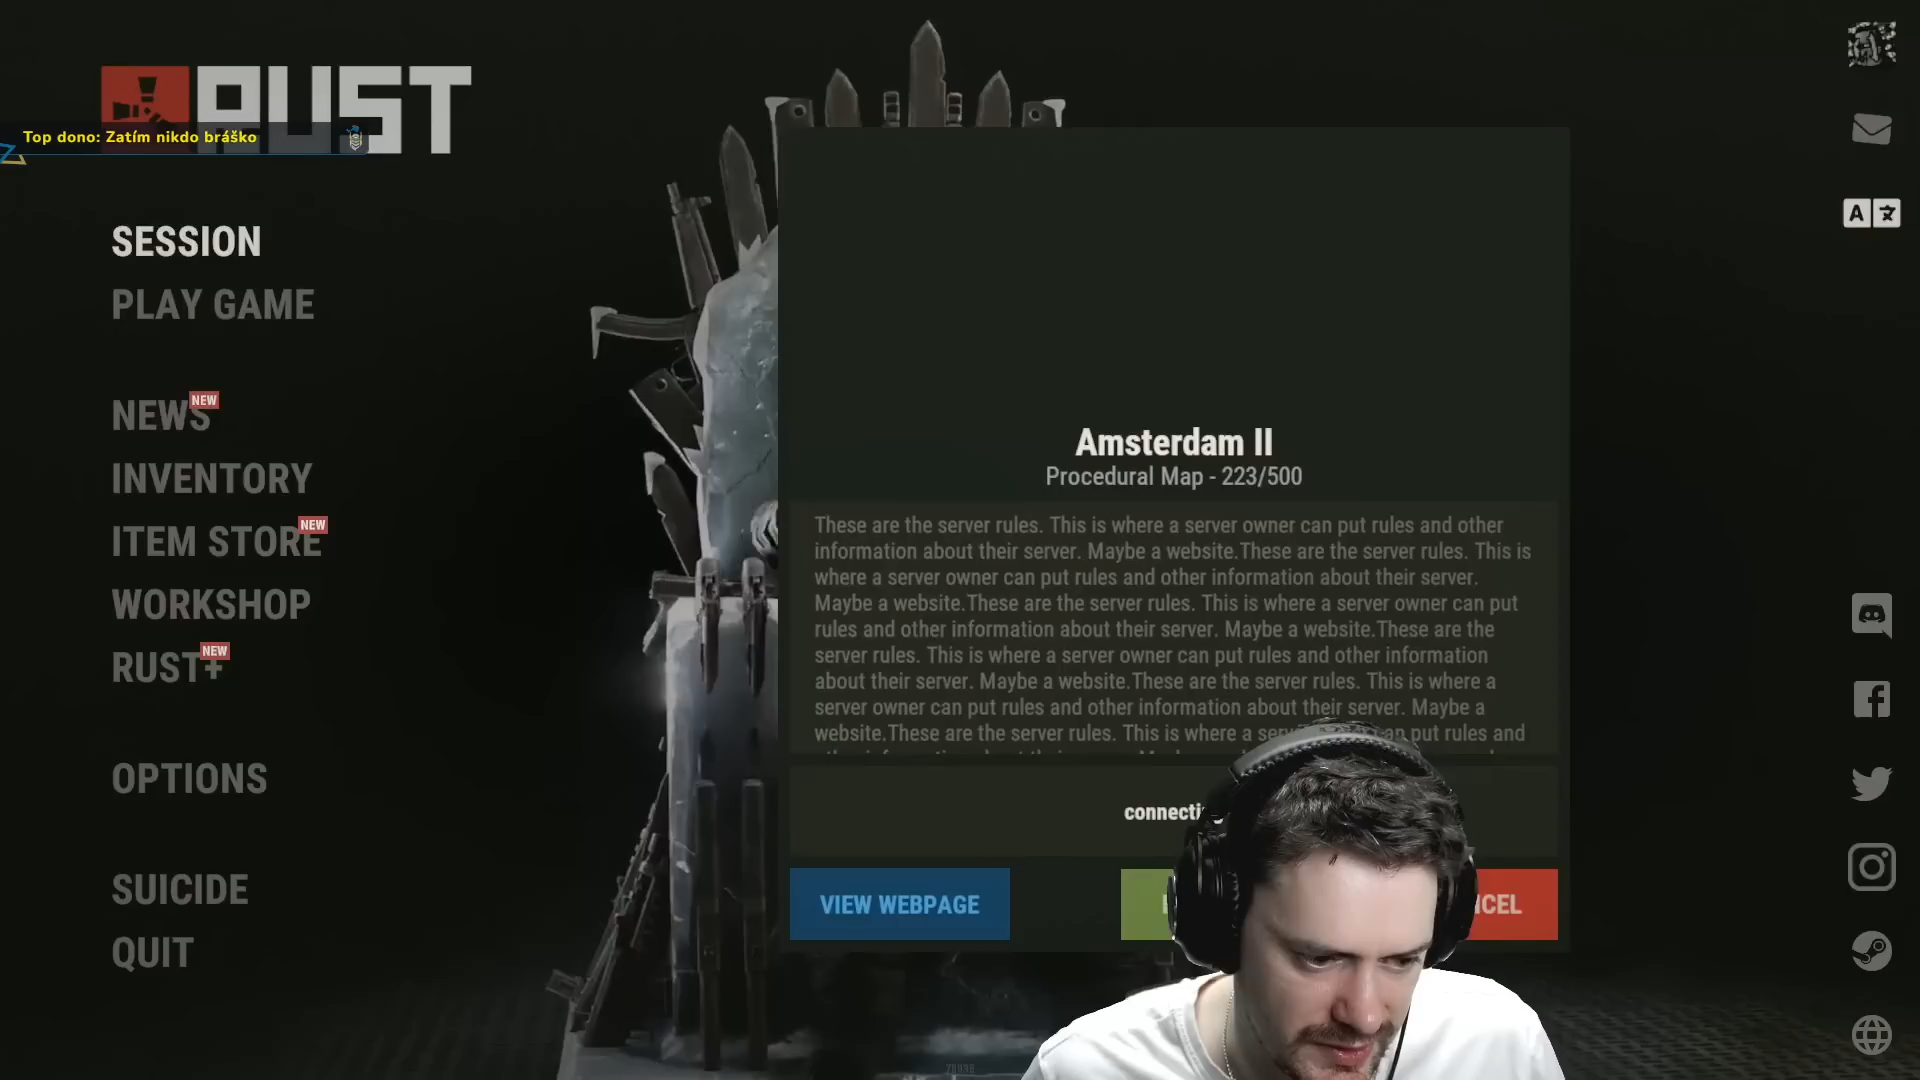 RUST
Top dono: Zatím nikdo bráško
SESSION
PLAY GAME
NEWS
NEW
INVENTORY
ITEM STORE
NEW
WORKSHOP
RUST+
NEW
OPTIONS
SUICIDE
QUIT
Amsterdam II
Procedural Map - 223/500
These are the server rules. This is where a server owner can put rules and other
information about their server. Maybe a website.These are the server rules. This is
where a server owner can put rules and other information about their server.
Maybe a website.These are the server rules. This is where a server owner can put
rules and other information about their server. Maybe a website.These are the
server rules. This is where a server owner can put rules and other information
about their server. Maybe a website.These are the server rules. This is where a
server owner can put rules and other information about their server. Maybe a
website.These are the server rules. This is where a put rules and
connecting
VIEW WEBPAGE
A